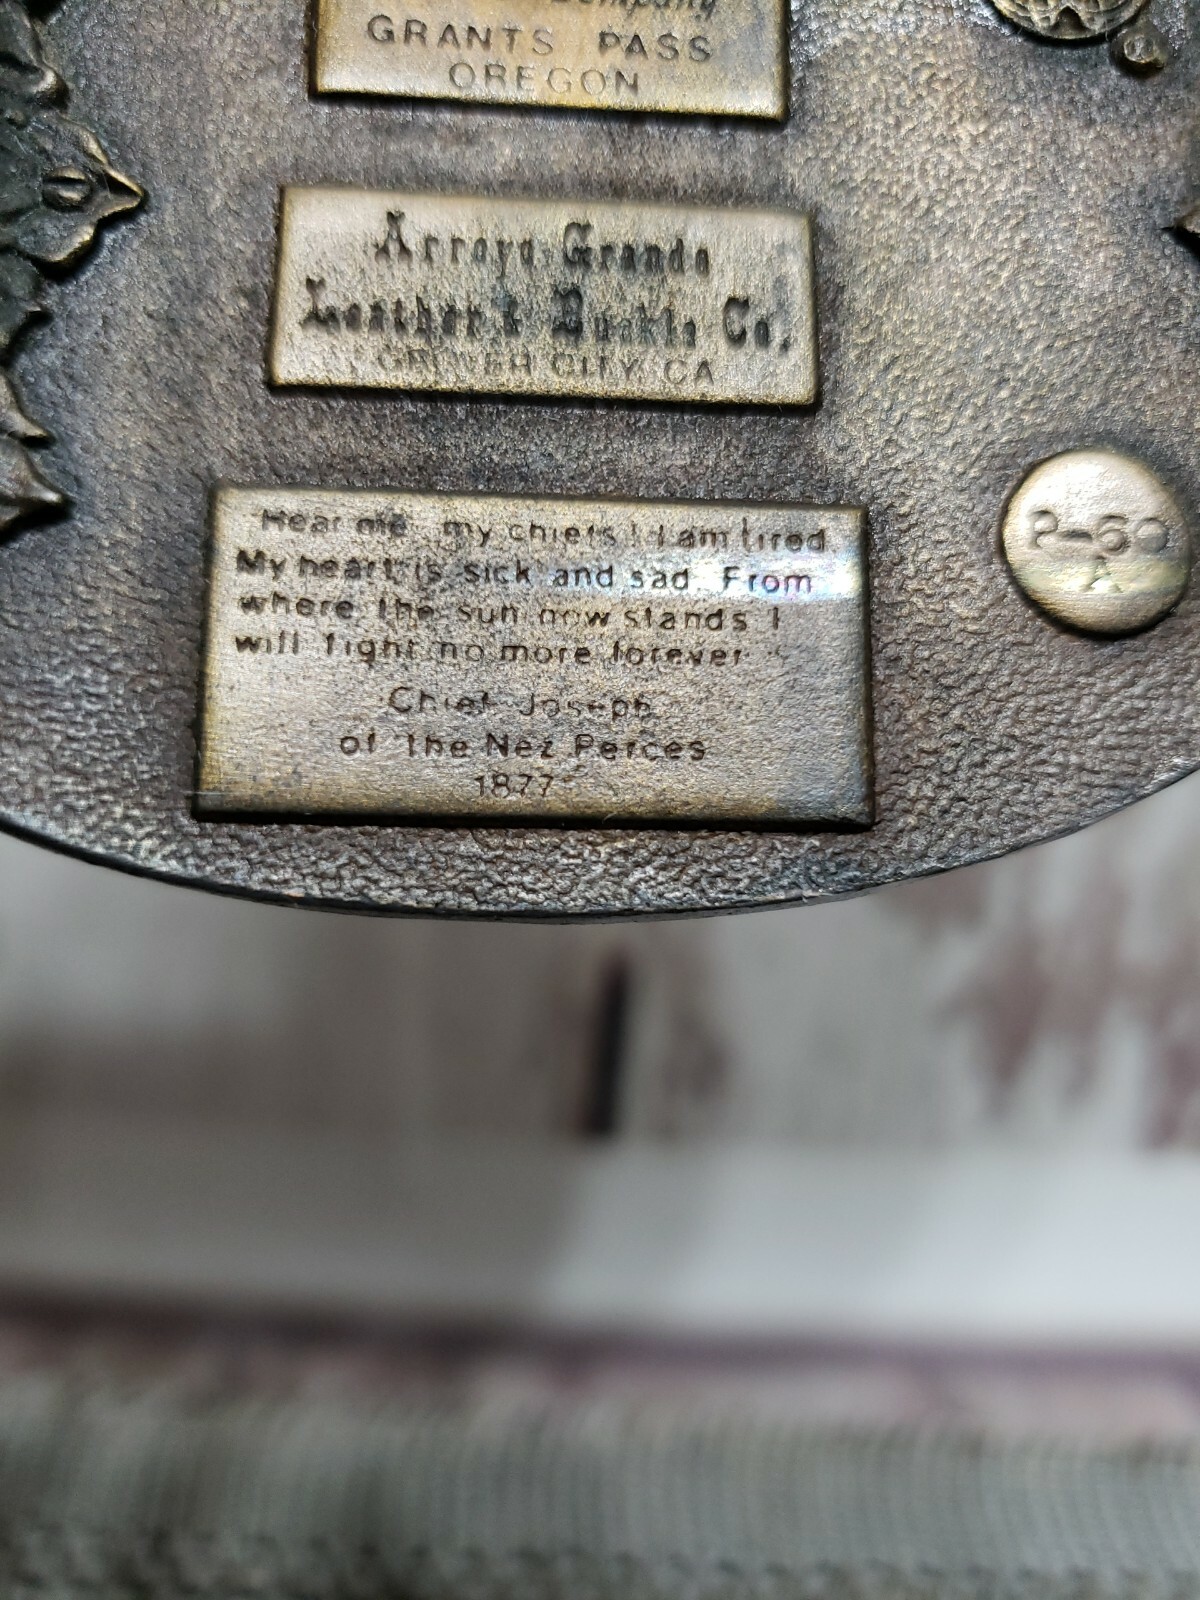 Company
GRANTS PASS
OREGON
Arroyo Grande
Leather & Buckle Co.
GROVER CITY, CA
Hear me my chiefs! I am tired
My heart is sick and sad. From
where the sun now stands I
will fight no more forever
Chief Joseph
of the Nez Perces
1877
P-60
A